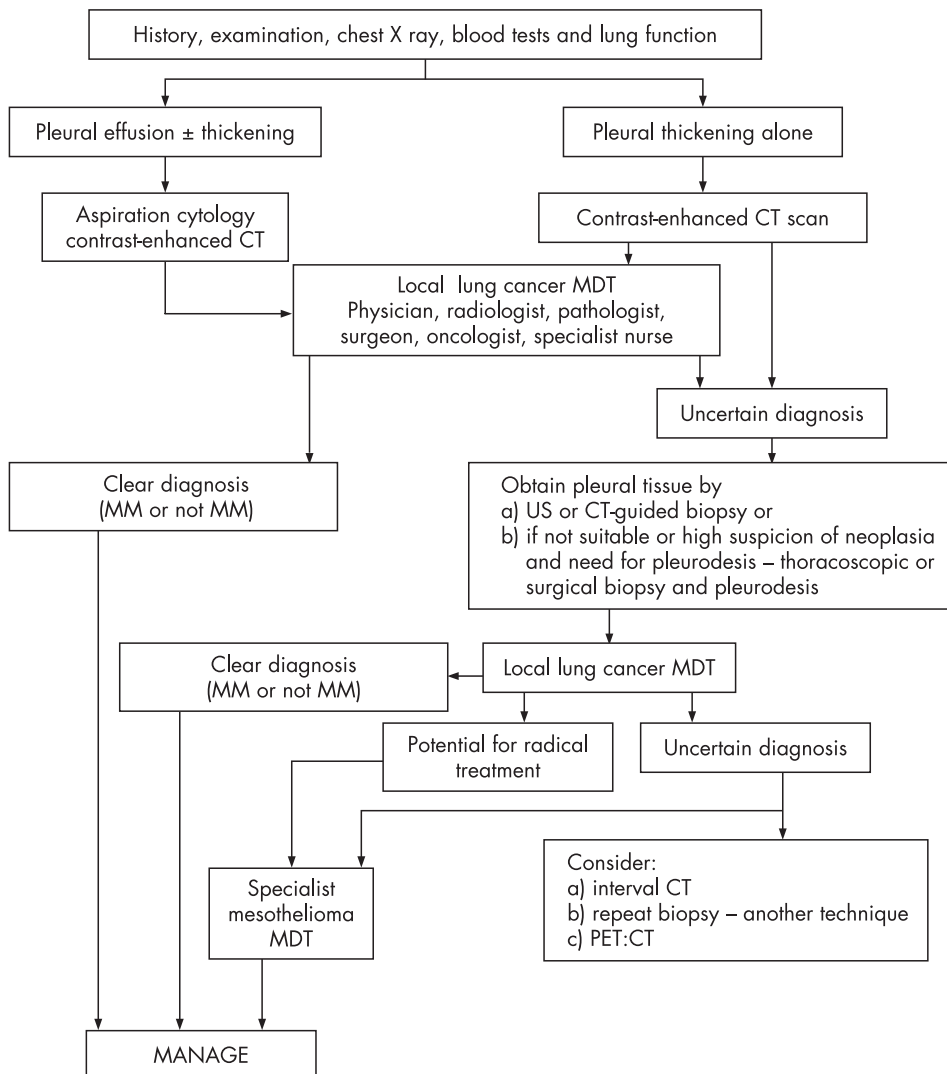 History, examination, chest X ray, blood tests and lung function
Pleural effusion ± thickening
Pleural thickening alone
Aspiration cytology
contrast-enhanced CT
Contrast-enhanced CT scan
Local lung cancer MDT
Physician, radiologist, pathologist,
surgeon, oncologist, specialist nurse
Uncertain diagnosis
Clear diagnosis
(MM or not MM)
Obtain pleural tissue by
a) US or CT-guided biopsy or
b) if not suitable or high suspicion of neoplasia
and need for pleurodesis – thoracoscopic or
surgical biopsy and pleurodesis
Clear diagnosis
(MM or not MM)
Local lung cancer MDT
Potential for radical
treatment
Uncertain diagnosis
Specialist
mesothelioma
MDT
Consider:
a) interval CT
b) repeat biopsy – another technique
c) PET:CT
MANAGE